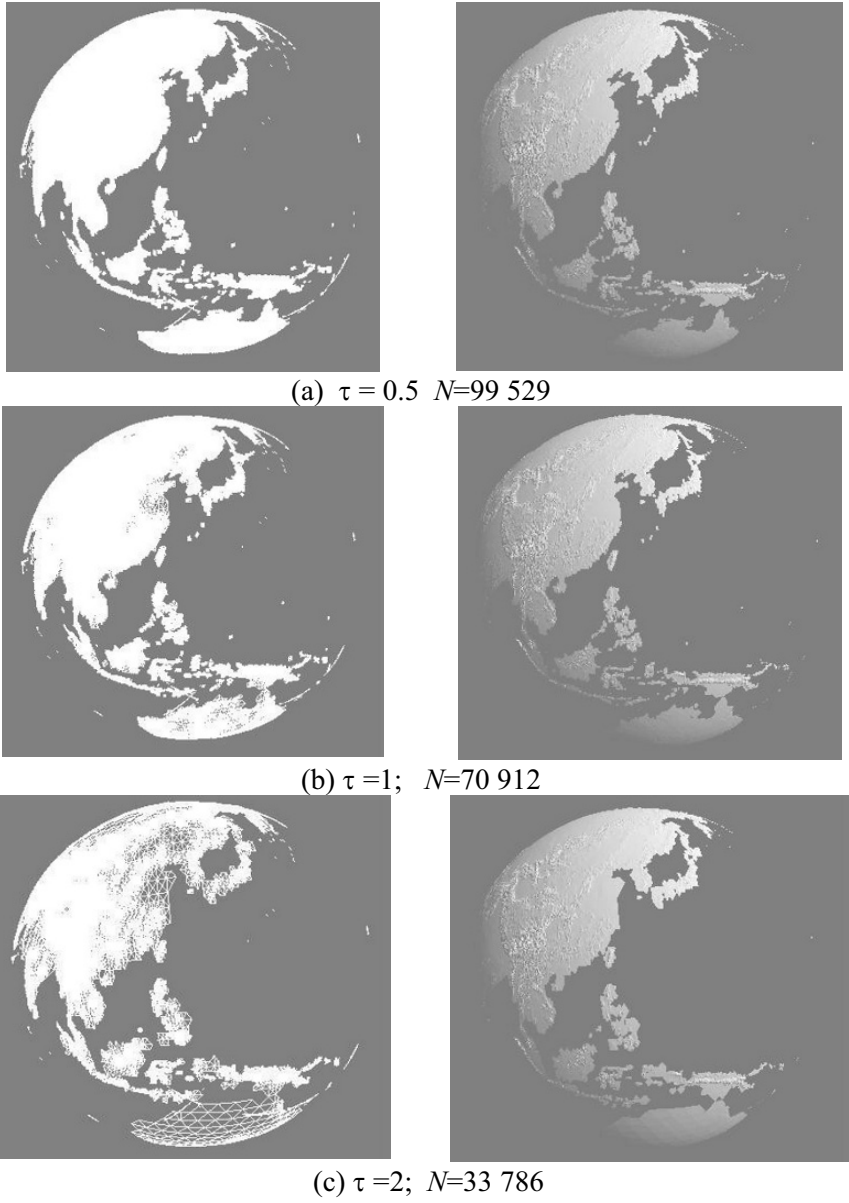 (a) τ = 0.5 N=99 529
(b) τ =1; N=70 912
(c) τ =2; N=33 786